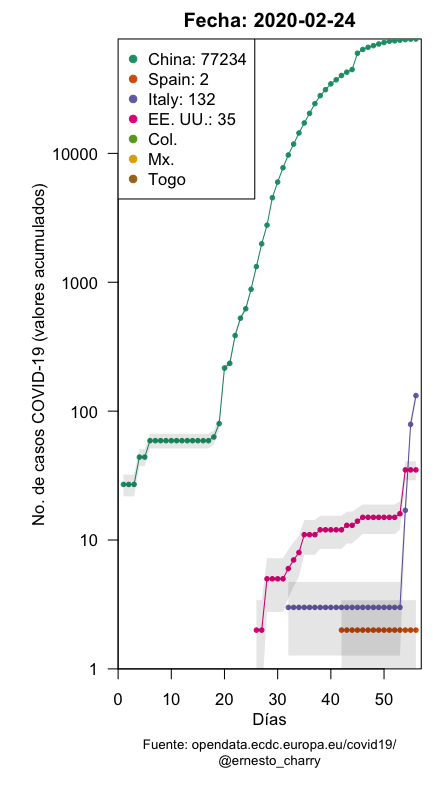 Fecha: 2020-02-24
China: 77234
Spain: 2
Italy: 132
EE. UU.: 35
Col.
Mx.
Togo
No. de casos COVID-19 (valores acumulados)
10000
1000
100
10
1
0 10 20 30 40 50
Días
Fuente: opendata.ecdc.europa.eu/covid19/
@ernesto_charry